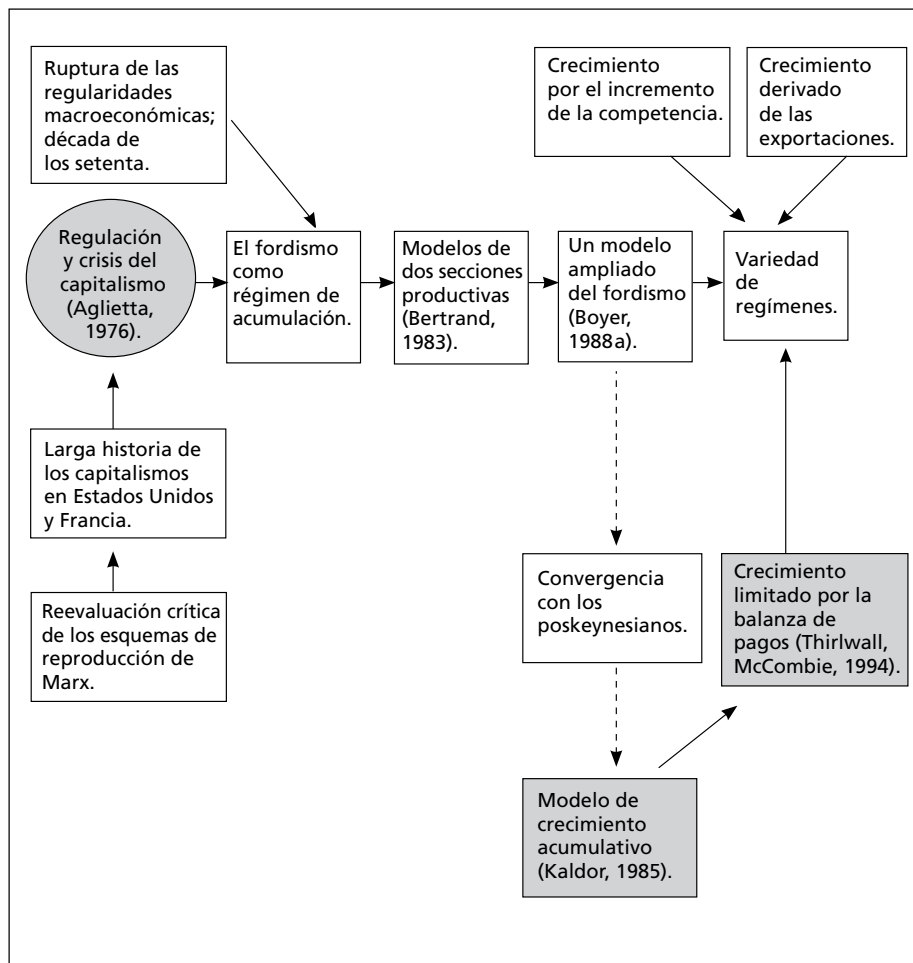 Ruptura de las
regularidades
macroeconómicas;
década de
los setenta.
Crecimiento
por el incremento
de la competencia.
Crecimiento
derivado
de las
exportaciones.
Regulación
y crisis del
capitalismo
(Aglietta,
1976).
El fordismo
como
régimen de
acumulación.
Modelos de
dos secciones
productivas
(Bertrand,
1983).
Un modelo
ampliado
del fordismo
(Boyer,
1988a).
Variedad
de
regímenes.
Larga historia de
los capitalismos
en Estados Unidos
y Francia.
Reevaluación crítica
de los esquemas de
reproducción de
Marx.
Convergencia
con los
poskeynesianos.
Crecimiento
limitado por la
balanza de
pagos (Thirlwall,
McCombie, 1994).
Modelo de
crecimiento
acumulativo
(Kaldor, 1985).